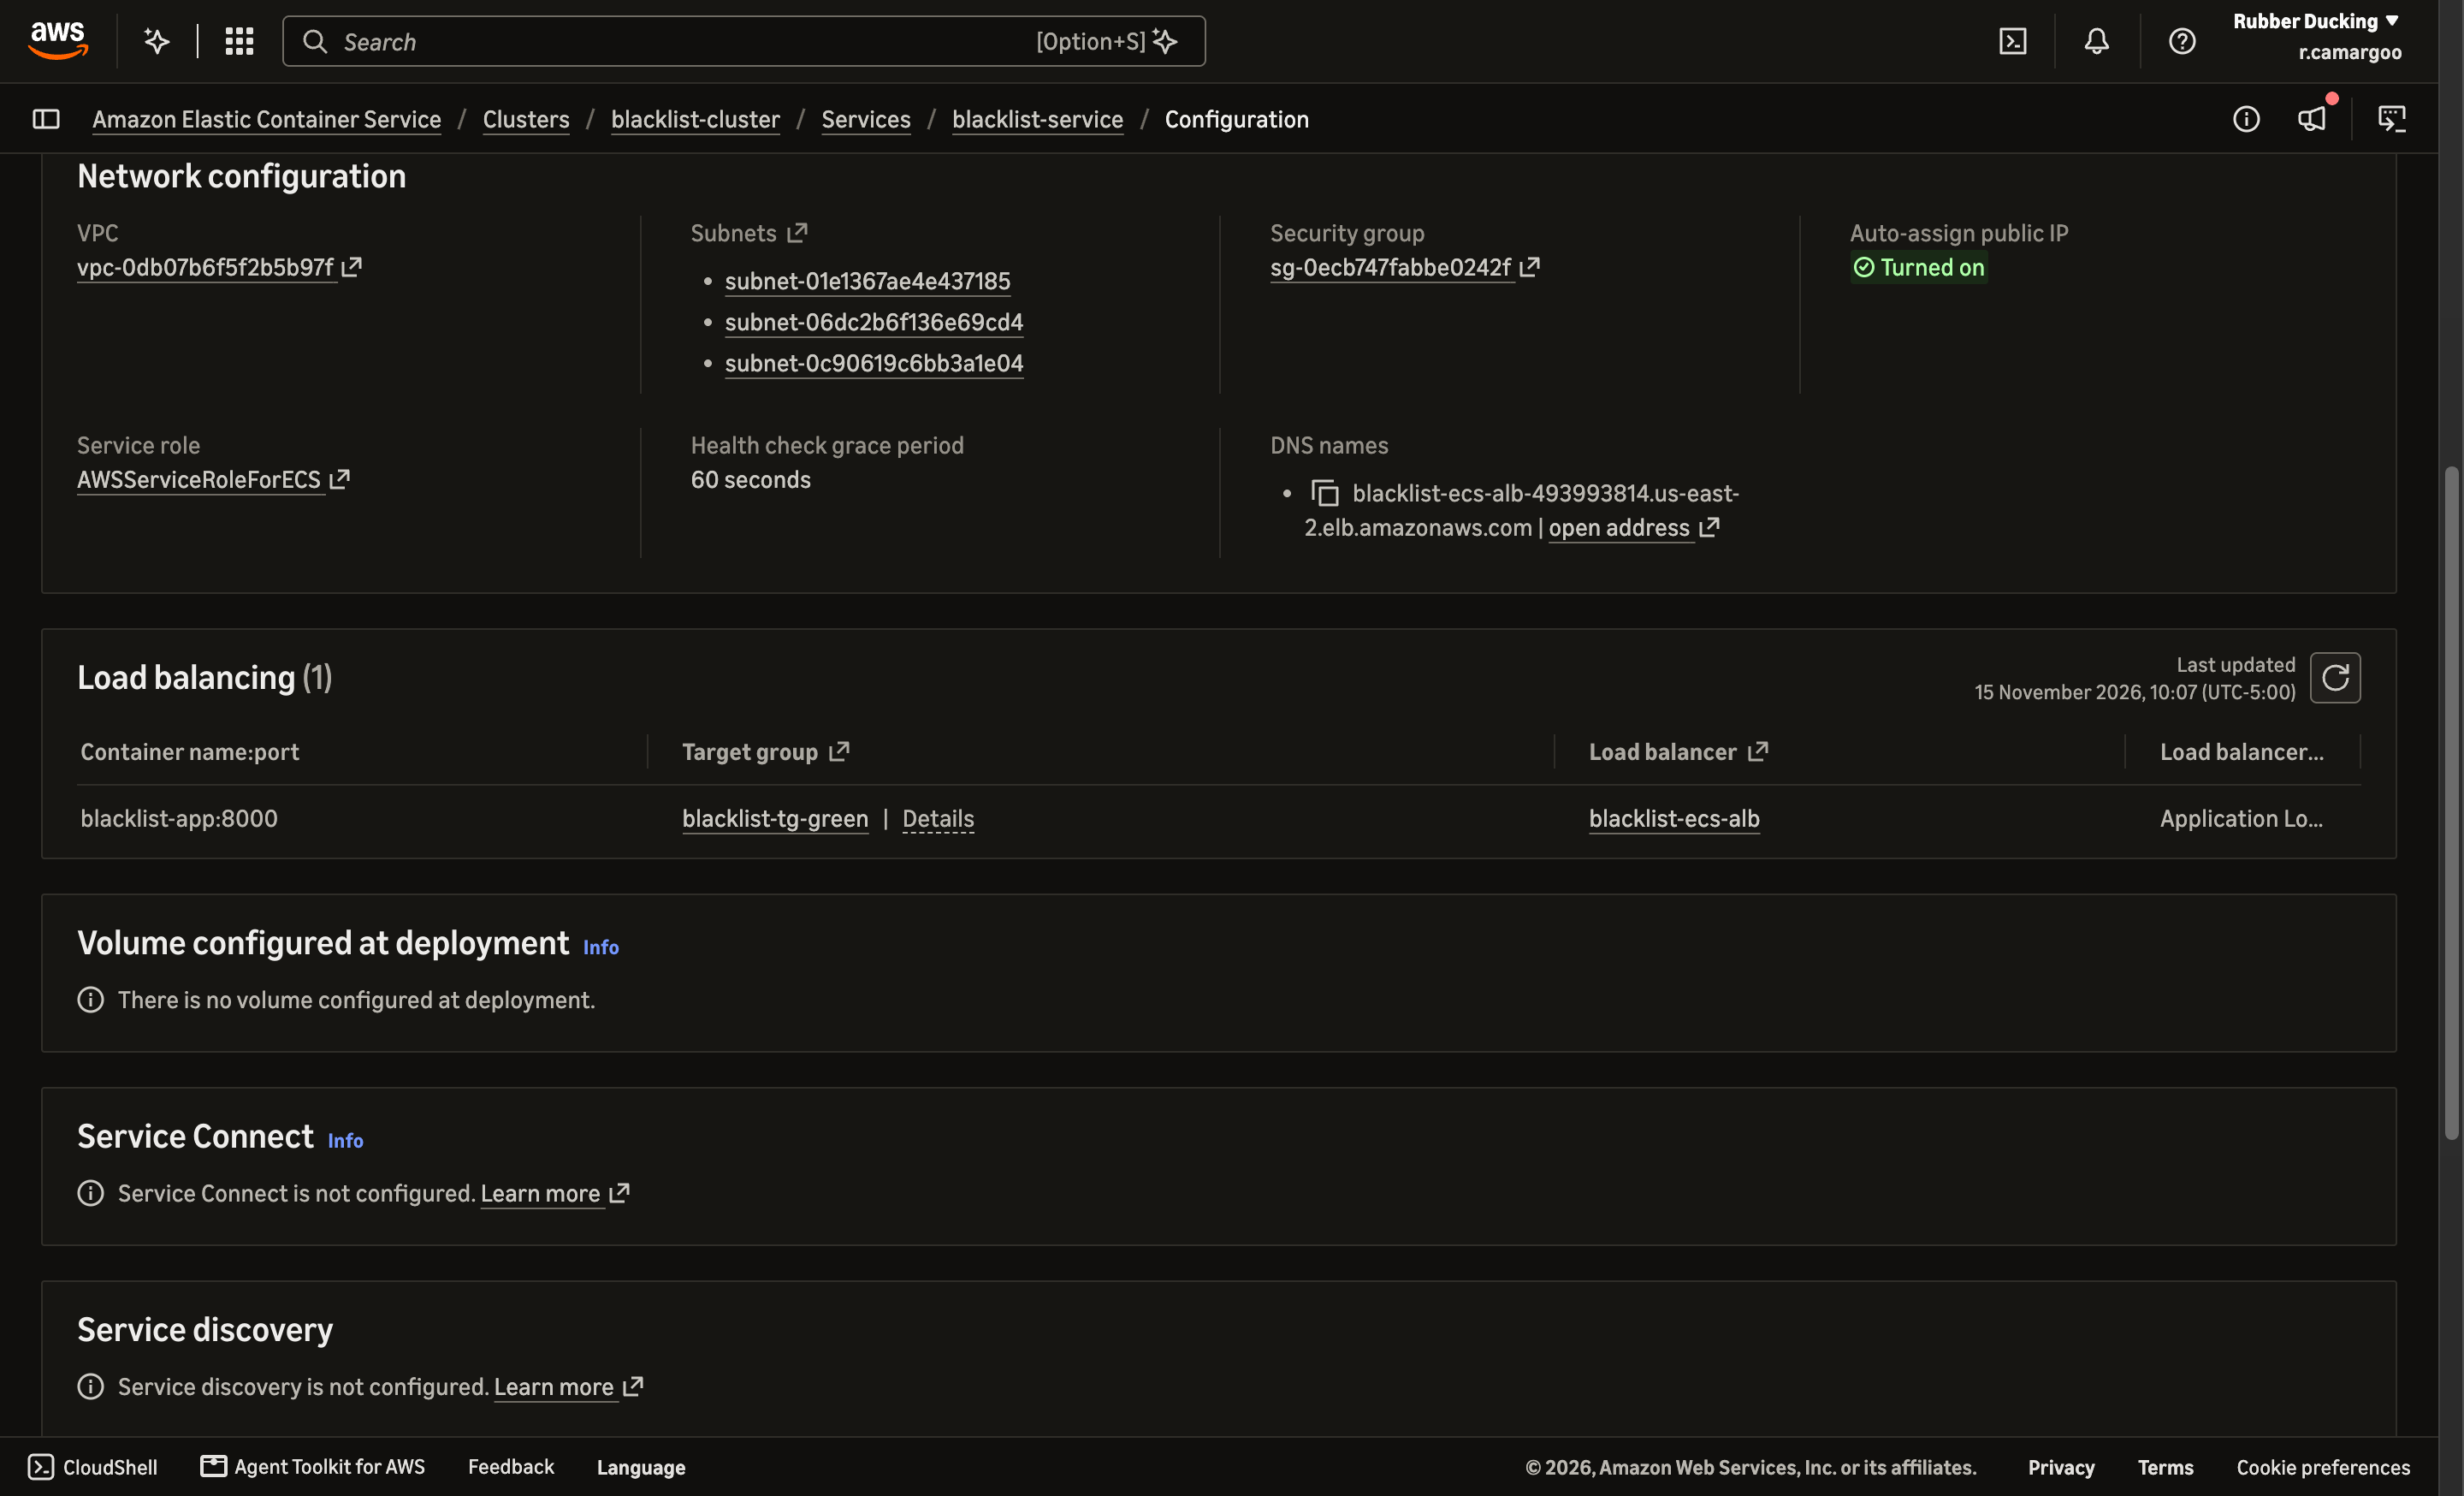 aws
Search
[Option+S]
Rubber Ducking
r.camargoo
Amazon Elastic Container Service / Clusters / blacklist-cluster / Services / blacklist-service / Configuration
Network configuration
VPC
vpc-0db07b6f5f2b5b97f
Subnets
subnet-01e1367ae4e437185
subnet-06dc2b6f136e69cd4
subnet-0c90619c6bb3a1e04
Security group
sg-0ecb747fabbe0242f
Auto-assign public IP
Turned on
Service role
AWSServiceRoleForECS
Health check grace period
60 seconds
DNS names
blacklist-ecs-alb-493993814.us-east-
2.elb.amazonaws.com | open address
Load balancing (1)
Last updated
15 November 2026, 10:07 (UTC-5:00)
Container name:port
Target group
Load balancer
Load balancer...
blacklist-app:8000
blacklist-tg-green | Details
blacklist-ecs-alb
Application Lo...
Volume configured at deployment Info
There is no volume configured at deployment.
Service Connect Info
Service Connect is not configured. Learn more
Service discovery
Service discovery is not configured. Learn more
CloudShell
Agent Toolkit for AWS
Feedback
Language
© 2026, Amazon Web Services, Inc. or its affiliates.
Privacy
Terms
Cookie preferences